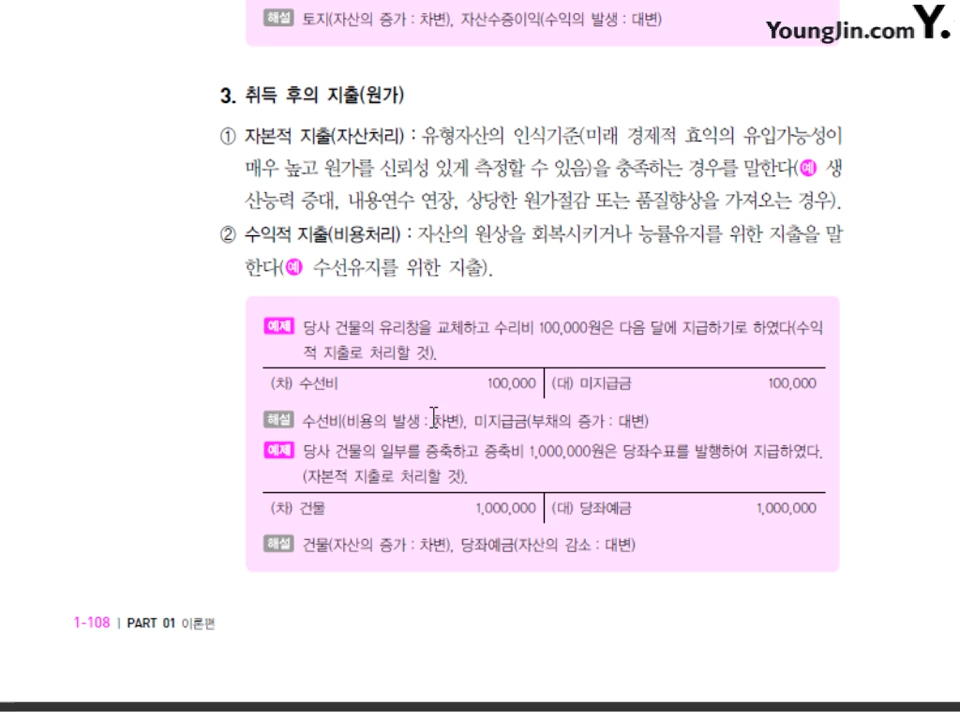 해설 토지(자산의 증가 : 차변), 자산수증이익(수익의 발생 : 대변)
YoungJin.com Y.
3. 취득 후의 지출(원가)
① 자본적 지출(자산처리) : 유형자산의 인식기준(미래 경제적 효익의 유입가능성이
매우 높고 원가를 신뢰성 있게 측정할 수 있음)을 충족하는 경우를 말한다(예 생
산능력 증대, 내용연수 연장, 상당한 원가절감 또는 품질향상을 가져오는 경우).
② 수익적 지출(비용처리) : 자산의 원상을 회복시키거나 능률유지를 위한 지출을 말
한다(예 수선유지를 위한 지출).
예제 당사 건물의 유리창을 교체하고 수리비 100,000원은 다음 달에 지급하기로 하였다(수익
적 지출로 처리할 것).
(차) 수선비 100,000 (대) 미지급금 100,000
해설 수선비(비용의 발생 : 차변), 미지급금(부채의 증가 : 대변)
예제 당사 건물의 일부를 증축하고 증축비 1,000,000원은 당좌수표를 발행하여 지급하였다.
(자본적 지출로 처리할 것).
(차) 건물 1,000,000 (대) 당좌예금 1,000,000
해설 건물(자산의 증가 : 차변), 당좌예금(자산의 감소 : 대변)
1-108 | PART 01 이론편